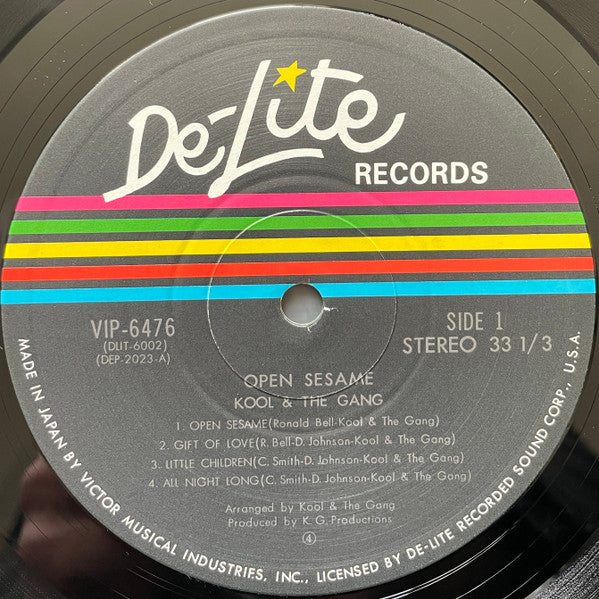 De-Lite
RECORDS
VIP-6476
(DLIT-6002)
(DEP-2023-A)
SIDE 1
STEREO 33 1/3
OPEN SESAME
KOOL & THE GANG
1. OPEN SESAME(Ronald Bell-Kool & The Gang)
2. GIFT OF LOVE(R. Bell-D. Johnson-Kool & The Gang)
3. LITTLE CHILDREN(C. Smith-D. Johnson-Kool & The Gang)
4. ALL NIGHT LONG(C. Smith-D. Johnson-Kool & The Gang)
Arranged by Kool & The Gang
Produced by K. G. Productions
④
MADE IN JAPAN BY VICTOR MUSICAL INDUSTRIES, INC., LICENSED BY DE-LITE RECORDED SOUND CORP., U.S.A.